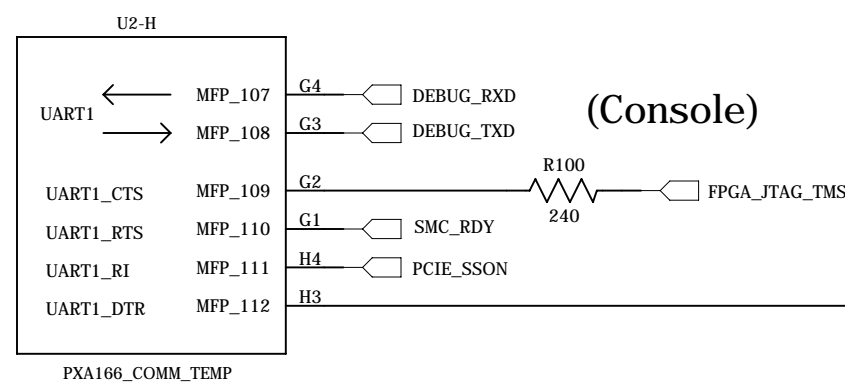 U2-H
MFP_107 G4 DEBUG_RXD
(Console)
UART1
MFP_108 G3 DEBUG_TXD
R100
UART1_CTS MFP_109 G2 FPGA_JTAG_TMS
240
UART1_RTS MFP_110 G1 SMC_RDY
UART1_RI MFP_111 H4 PCIE_SSON
UART1_DTR MFP_112 H3
PXA166_COMM_TEMP